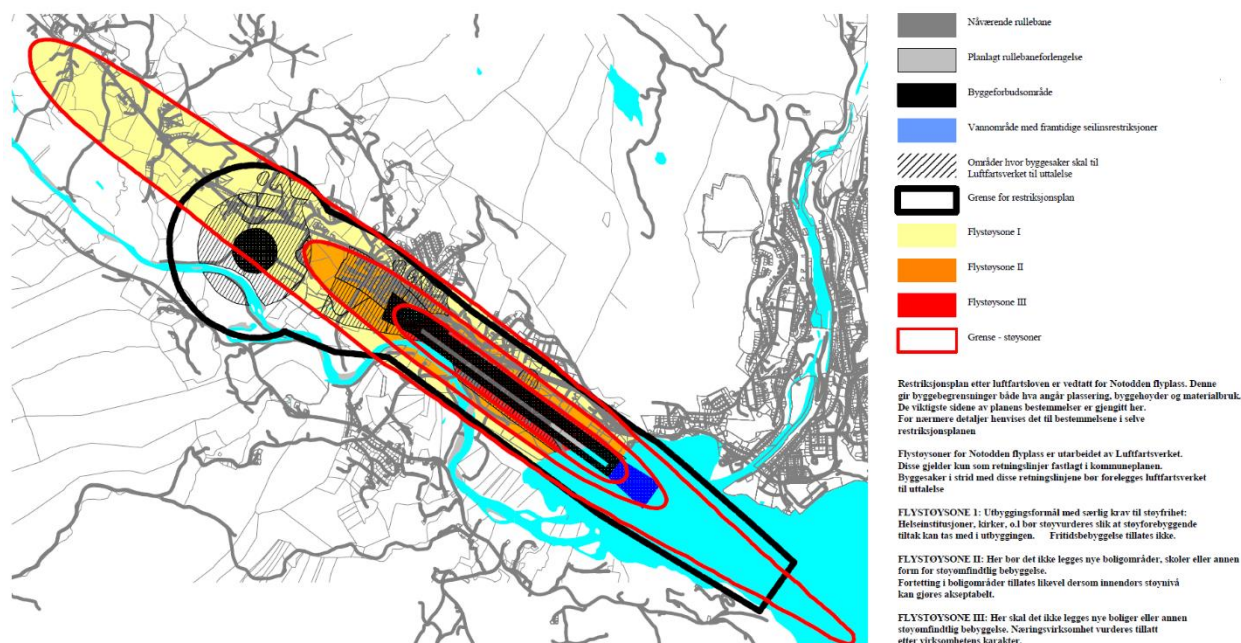 Nåværende rullebane
Planlagt rullebaneforlengelse
Byggeforbudsområde
Vannområde med framtidige seilinsrestriksjoner
Områder hvor byggesaker skal til
Luftfartsverket til uttalelse
Grense for restriksjonsplan
Flystøysone I
Flystøysone II
Flystøysone III
Grense - støysoner
Restriksjonsplan etter luftfartsloven er vedtatt for Notodden flyplass. Denne
gir byggebegrensninger både hva angår plassering, byggehøyder og materialbruk.
De viktigste sidene av planens bestemmelser er gjengitt her.
For nærmere detaljer henvises det til bestemmelsene i selve
restriksjonsplanen
Flystøysoner for Notodden flyplass er utarbeidet av Luftfartsverket.
Disse gjelder kun som retningslinjer fastlagt i kommuneplanen.
Byggesaker i strid med disse retningslinjene bør forelegges luftfartsverket
til uttalelse
FLYSTØYSONE 1: Utbyggingsformål med særlig krav til støyfrihet:
Helseinstitusjoner, kirker, o.l bør støyvurderes slik at støyforebyggende
tiltak kan tas med i utbyggingen. Fritidsbebyggelse tillates ikke.
FLYSTØYSONE II: Her bør det ikke legges nye boligområder, skoler eller annen
form for støyomfindtlig bebyggelse.
Fortetting i boligområder tillates likevel dersom innendørs støynivå
kan gjøres akseptabelt.
FLYSTØYSONE III: Her skal det ikke legges nye boliger eller annen
støyomfindtlig bebyggelse. Næringsvirksomhet vurderes tillatt
etter virksomhetens karakter.